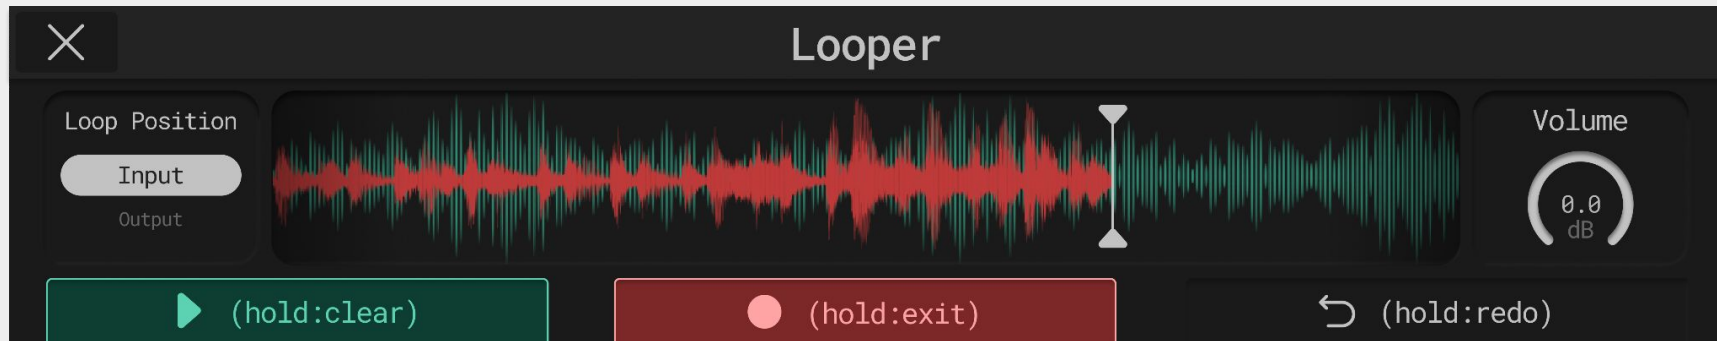 Looper
Loop Position
Input
Output
Volume
0.0
dB
(hold:clear)
(hold:exit)
(hold:redo)